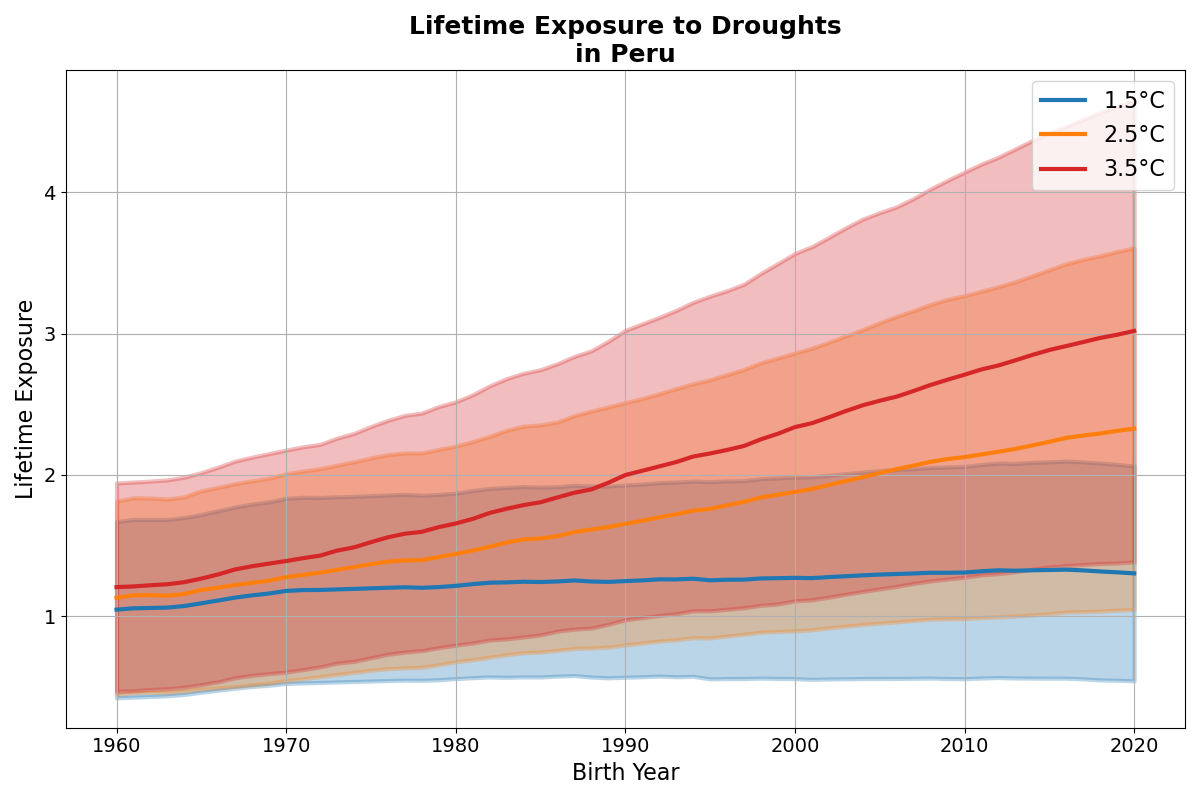 Lifetime Exposure to Droughts
in Peru
1.5°C
2.5°C
3.5°C
Lifetime Exposure
4
3
2
1
1960 1970 1980 1990 2000 2010 2020
Birth Year